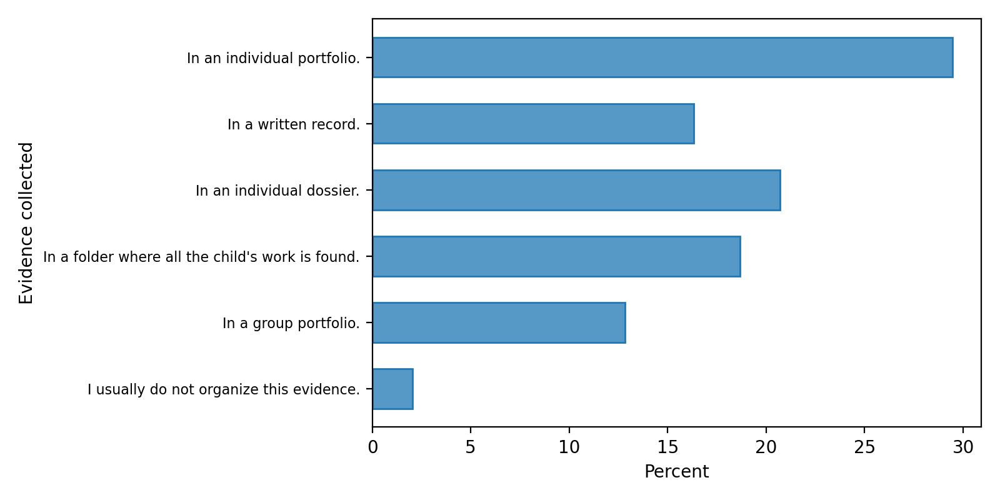 In an individual portfolio.
In a written record.
In an individual dossier.
In a folder where all the child's work is found.
In a group portfolio.
I usually do not organize this evidence.
Evidence collected
0 5 10 15 20 25 30
Percent